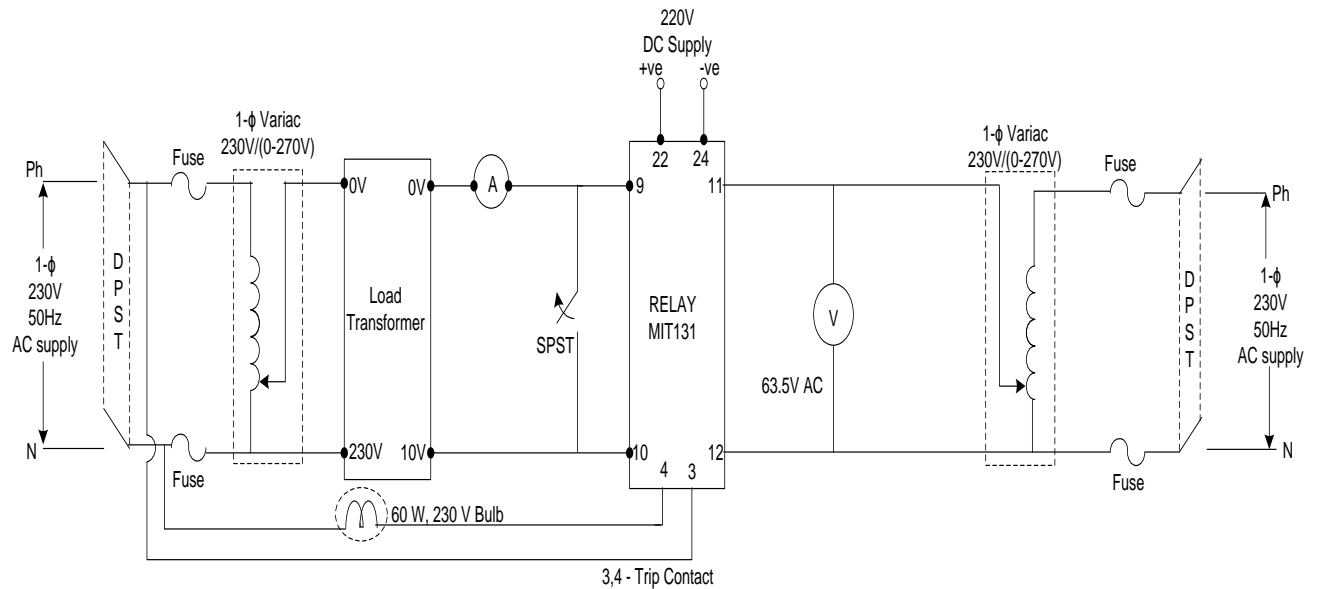 220V
DC Supply
+ve
-ve
1-ϕ Variac
230V/(0-270V)
1-ϕ Variac
230V/(0-270V)
Fuse
Fuse
Ph
Ph
22
24
0V
0V
A
9
11
1-ϕ
230V
50Hz
AC supply
D
P
S
T
Load
Transformer
SPST
RELAY
MIT131
V
63.5V AC
D
P
S
T
1-ϕ
230V
50Hz
AC supply
N
230V
10V
10
12
N
4
3
Fuse
Fuse
60 W, 230 V Bulb
3,4 - Trip Contact